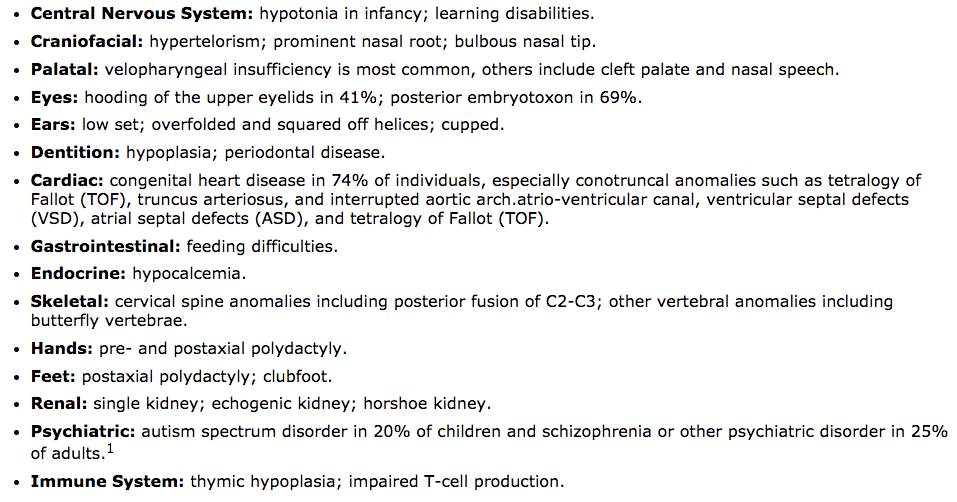 • Central Nervous System: hypotonia in infancy; learning disabilities.
• Craniofacial: hypertelorism; prominent nasal root; bulbous nasal tip.
• Palatal: velopharyngeal insufficiency is most common, others include cleft palate and nasal speech.
• Eyes: hooding of the upper eyelids in 41%; posterior embryotoxon in 69%.
• Ears: low set; overfolded and squared off helices; cupped.
• Dentition: hypoplasia; periodontal disease.
• Cardiac: congenital heart disease in 74% of individuals, especially conotruncal anomalies such as tetralogy of
Fallot (TOF), truncus arteriosus, and interrupted aortic arch.atrio-ventricular canal, ventricular septal defects
(VSD), atrial septal defects (ASD), and tetralogy of Fallot (TOF).
• Gastrointestinal: feeding difficulties.
• Endocrine: hypocalcemia.
• Skeletal: cervical spine anomalies including posterior fusion of C2-C3; other vertebral anomalies including
butterfly vertebrae.
• Hands: pre- and postaxial polydactyly.
• Feet: postaxial polydactyly; clubfoot.
• Renal: single kidney; echogenic kidney; horshoe kidney.
• Psychiatric: autism spectrum disorder in 20% of children and schizophrenia or other psychiatric disorder in 25%
of adults.1
• Immune System: thymic hypoplasia; impaired T-cell production.